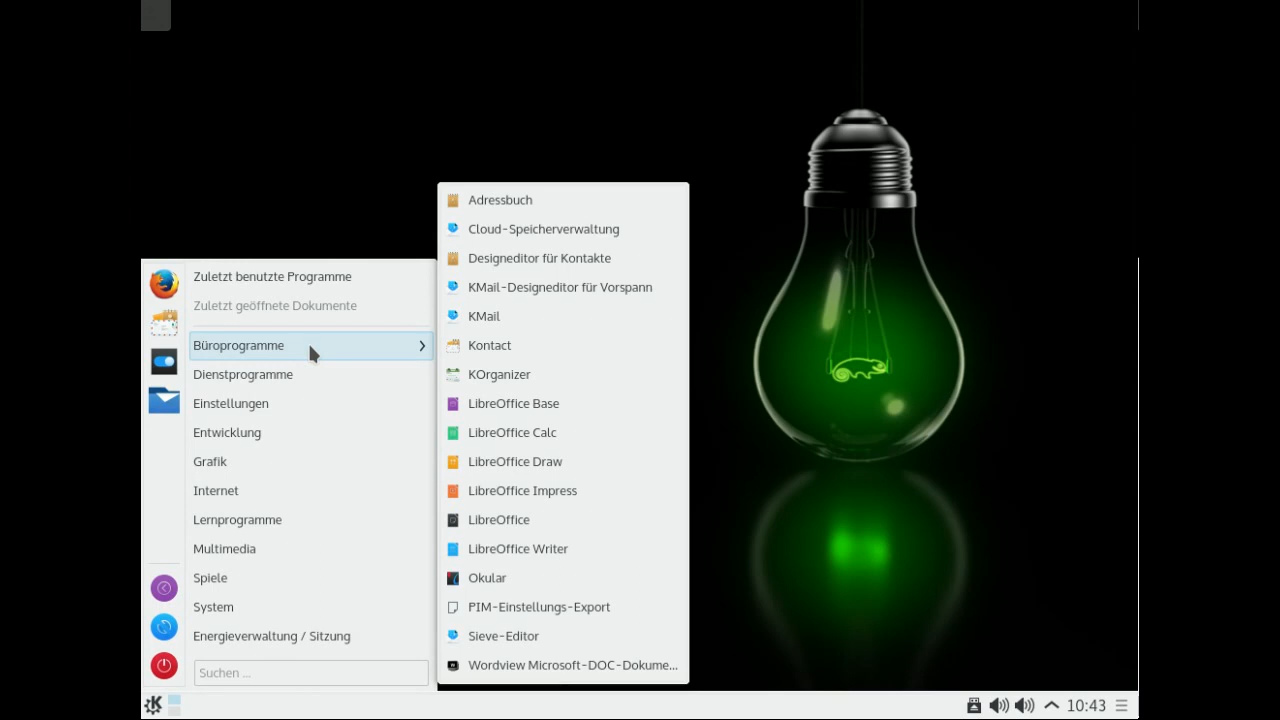 Zuletzt benutzte Programme
Zuletzt geöffnete Dokumente
Büroprogramme
Dienstprogramme
Einstellungen
Entwicklung
Grafik
Internet
Lernprogramme
Multimedia
Spiele
System
Energieverwaltung / Sitzung
Suchen ...
Adressbuch
Cloud-Speicherverwaltung
Designeditor für Kontakte
KMail-Designeditor für Vorspann
KMail
Kontact
KOrganizer
LibreOffice Base
LibreOffice Calc
LibreOffice Draw
LibreOffice Impress
LibreOffice
LibreOffice Writer
Okular
PIM-Einstellungs-Export
Sieve-Editor
Wordview Microsoft-DOC-Dokume...
10:43